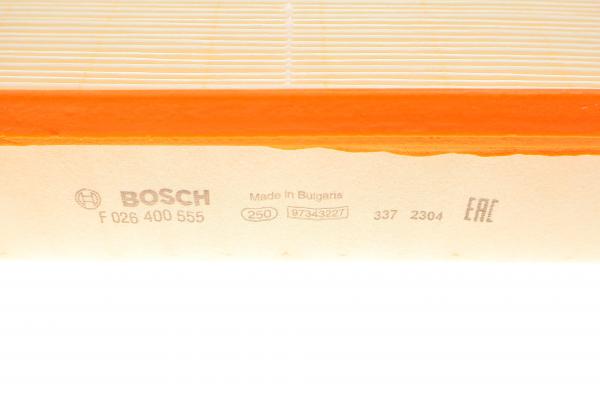 BOSCH
F 026 400 555
Made in Bulgaria
250 97343227
337 2304
EAC